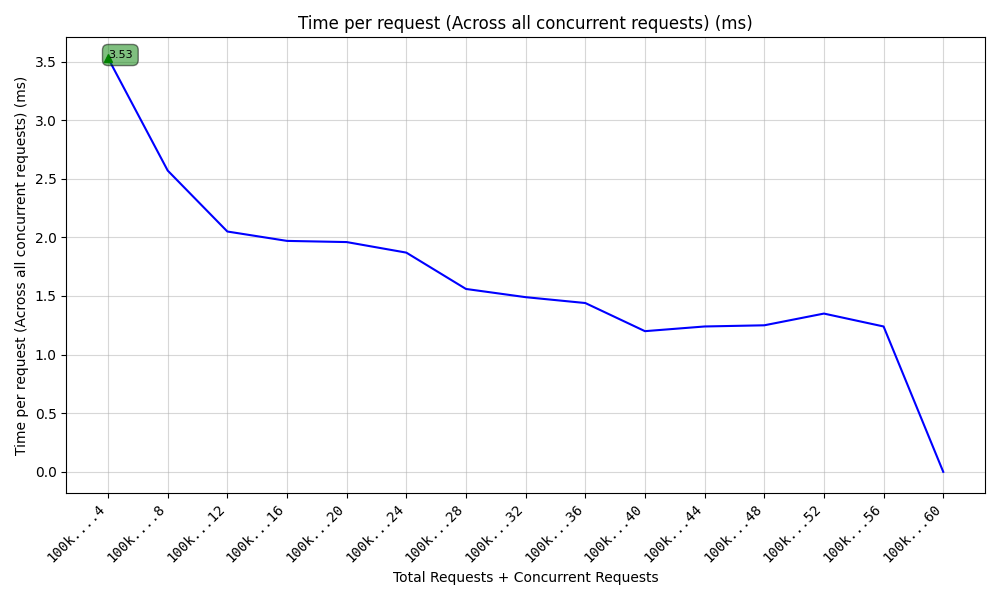 Time per request (Across all concurrent requests) (ms)
3.53
Time per request (Across all concurrent requests) (ms)
3.5
3.0
2.5
2.0
1.5
1.0
0.5
0.0
100k....4
100k....8
100k...12
100k...16
100k...20
100k...24
100k...28
100k...32
100k...36
100k...40
100k...44
100k...48
100k...52
100k...56
100k...60
Total Requests + Concurrent Requests